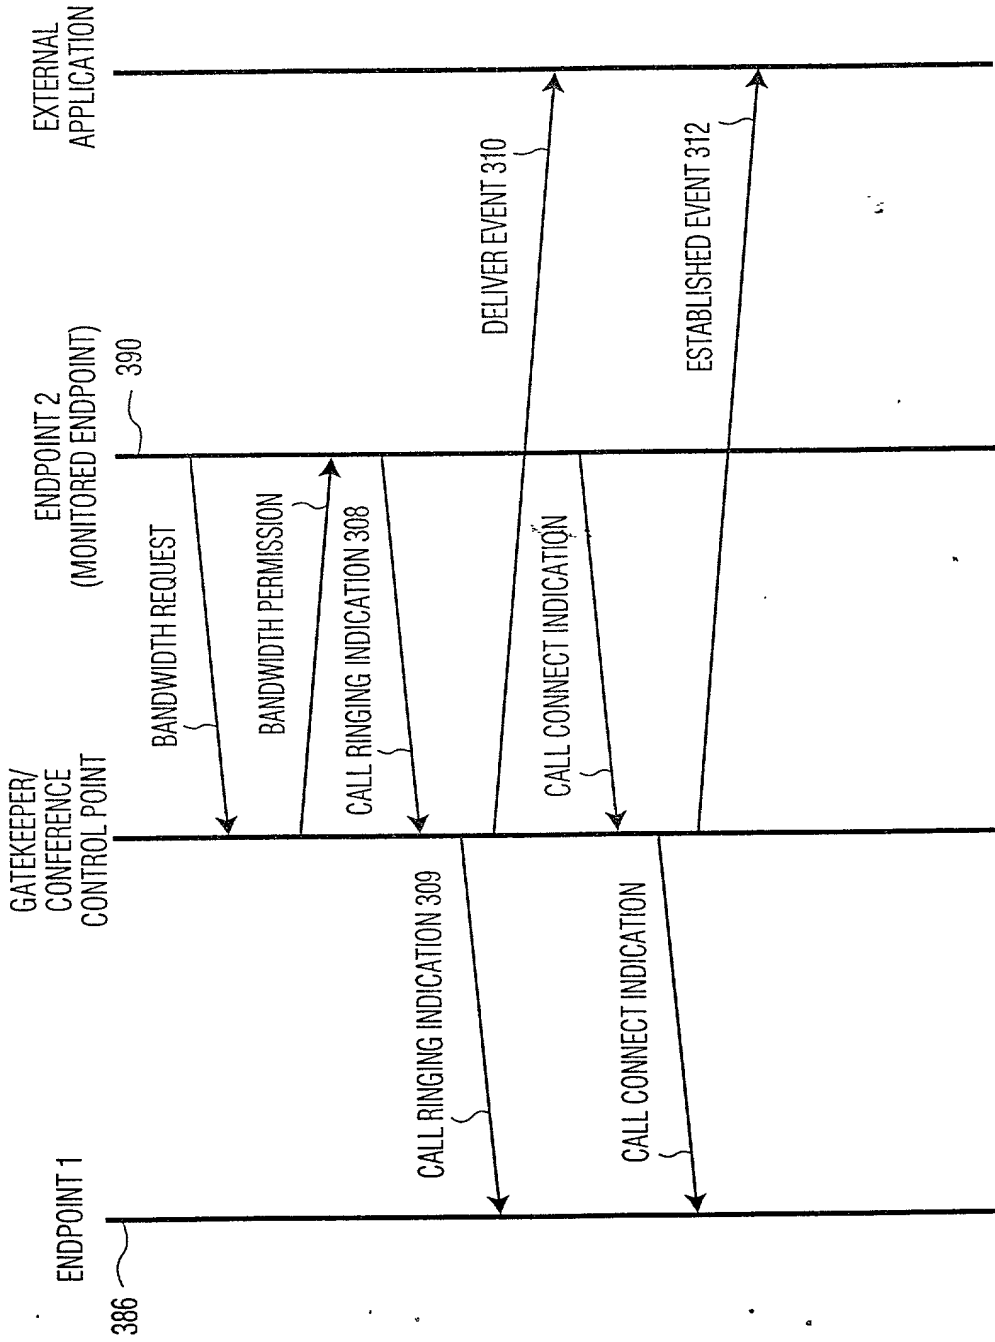 386
ENDPOINT 1
GATEKEEPER/
CONFERENCE
CONTROL POINT
ENDPOINT 2
(MONITORED ENDPOINT)
390
EXTERNAL
APPLICATION
BANDWIDTH REQUEST
BANDWIDTH PERMISSION
CALL RINGING INDICATION 308
CALL RINGING INDICATION 309
DELIVER EVENT 310
CALL CONNECT INDICATION
CALL CONNECT INDICATION
ESTABLISHED EVENT 312